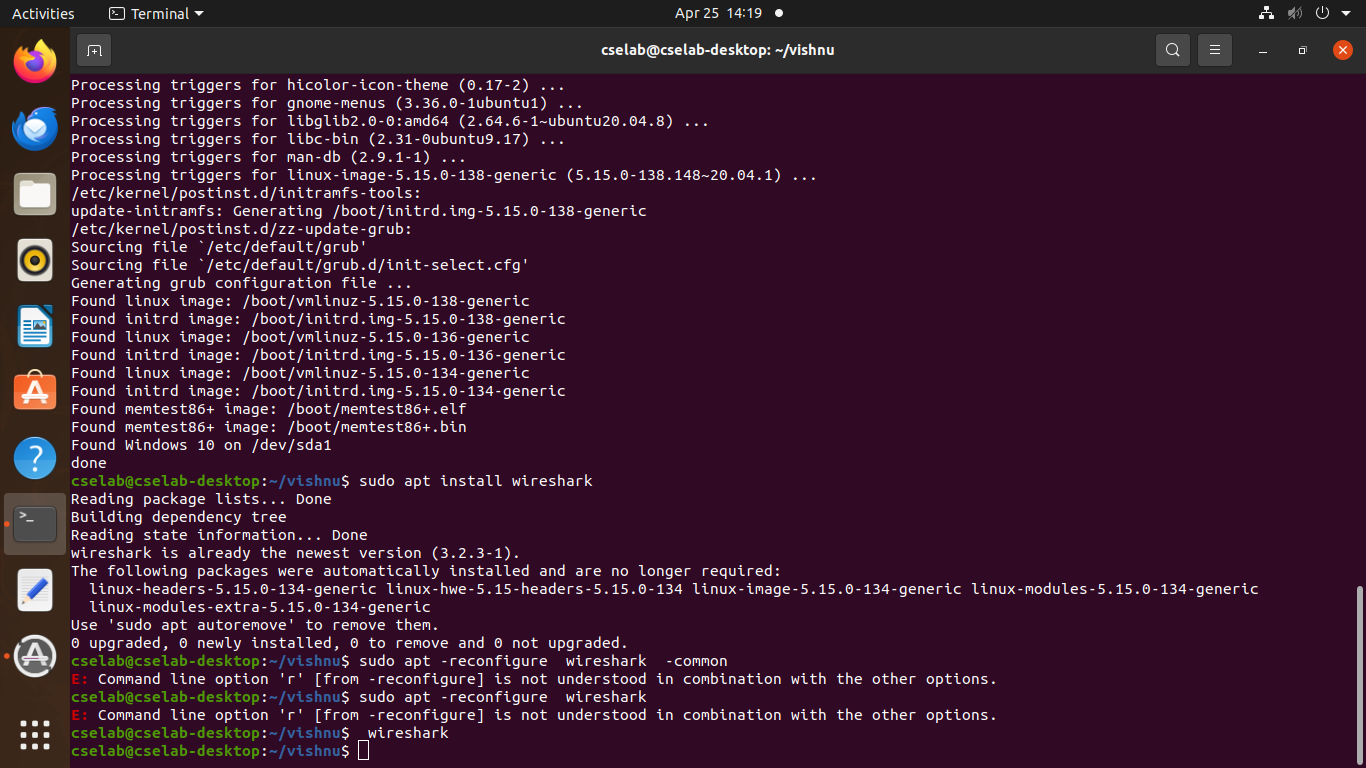 Activities
Terminal
Apr 25 14:19
cselab@cselab-desktop: ~/vishnu
Processing triggers for hicolor-icon-theme (0.17-2) ...
Processing triggers for gnome-menus (3.36.0-1ubuntu1) ...
Processing triggers for libglib2.0-0:amd64 (2.64.6-1~ubuntu20.04.8) ...
Processing triggers for libc-bin (2.31-0ubuntu9.17) ...
Processing triggers for man-db (2.9.1-1) ...
Processing triggers for linux-image-5.15.0-138-generic (5.15.0-138.148~20.04.1) ...
/etc/kernel/postinst.d/initramfs-tools:
update-initramfs: Generating /boot/initrd.img-5.15.0-138-generic
/etc/kernel/postinst.d/zz-update-grub:
Sourcing file `/etc/default/grub'
Sourcing file `/etc/default/grub.d/init-select.cfg'
Generating grub configuration file ...
Found linux image: /boot/vmlinuz-5.15.0-138-generic
Found initrd image: /boot/initrd.img-5.15.0-138-generic
Found linux image: /boot/vmlinuz-5.15.0-136-generic
Found initrd image: /boot/initrd.img-5.15.0-136-generic
Found linux image: /boot/vmlinuz-5.15.0-134-generic
Found initrd image: /boot/initrd.img-5.15.0-134-generic
Found memtest86+ image: /boot/memtest86+.elf
Found memtest86+ image: /boot/memtest86+.bin
Found Windows 10 on /dev/sda1
done
cselab@cselab-desktop:~/vishnu$ sudo apt install wireshark
Reading package lists... Done
Building dependency tree
Reading state information... Done
wireshark is already the newest version (3.2.3-1).
The following packages were automatically installed and are no longer required:
  linux-headers-5.15.0-134-generic linux-hwe-5.15-headers-5.15.0-134 linux-image-5.15.0-134-generic linux-modules-5.15.0-134-generic
  linux-modules-extra-5.15.0-134-generic
Use 'sudo apt autoremove' to remove them.
0 upgraded, 0 newly installed, 0 to remove and 0 not upgraded.
cselab@cselab-desktop:~/vishnu$ sudo apt -reconfigure  wireshark  -common
E: Command line option 'r' [from -reconfigure] is not understood in combination with the other options.
cselab@cselab-desktop:~/vishnu$ sudo apt -reconfigure  wireshark
E: Command line option 'r' [from -reconfigure] is not understood in combination with the other options.
cselab@cselab-desktop:~/vishnu$  wireshark
cselab@cselab-desktop:~/vishnu$